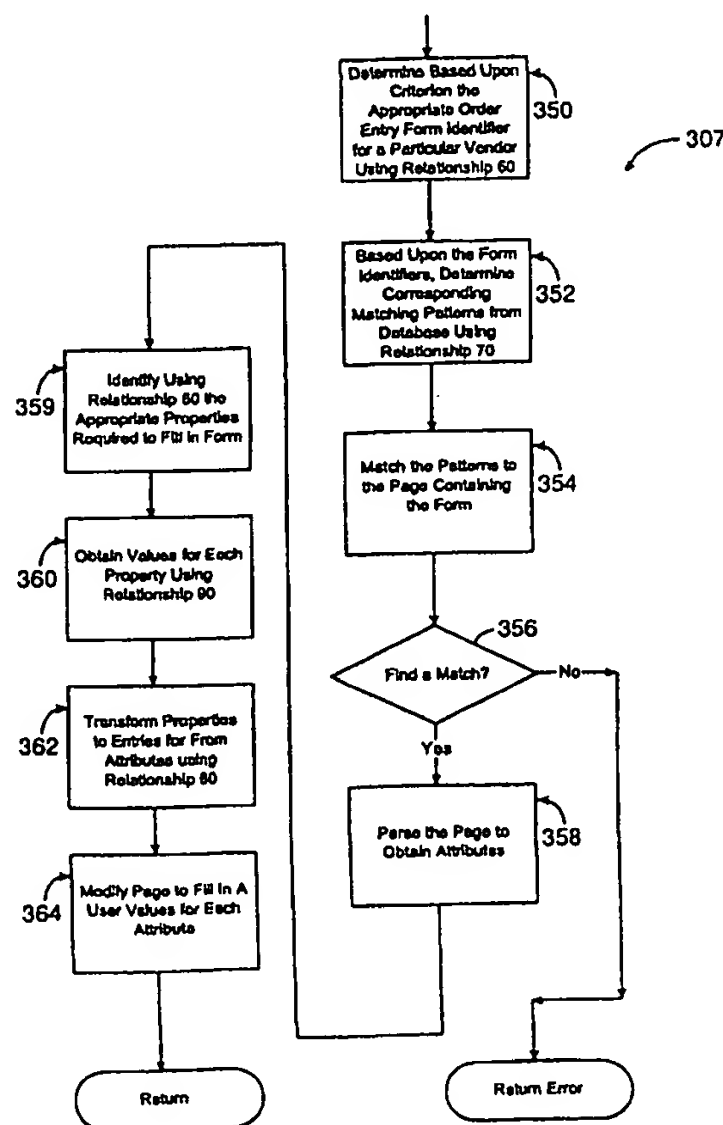 Determine Based Upon
Criterion the
Appropriate Order
Entry Form Identifier
for a Particular Vendor
Using Relationship 60
350
307
Based Upon the Form
Identifiers, Determine
Corresponding
Matching Patterns from
Database Using
Relationship 70
352
Match the Patterns to
the Page Containing
the Form
354
Find a Match?
356
No
Yes
Parse the Page to
Obtain Attributes
358
Identify Using
Relationship 80 the
Appropriate Properties
Required to Fill in Form
359
Obtain Values for Each
Property Using
Relationship 90
360
Transform Properties
to Entries for From
Attributes using
Relationship 80
362
Modify Page to Fill In A
User Values for Each
Attribute
364
Return
Return Error